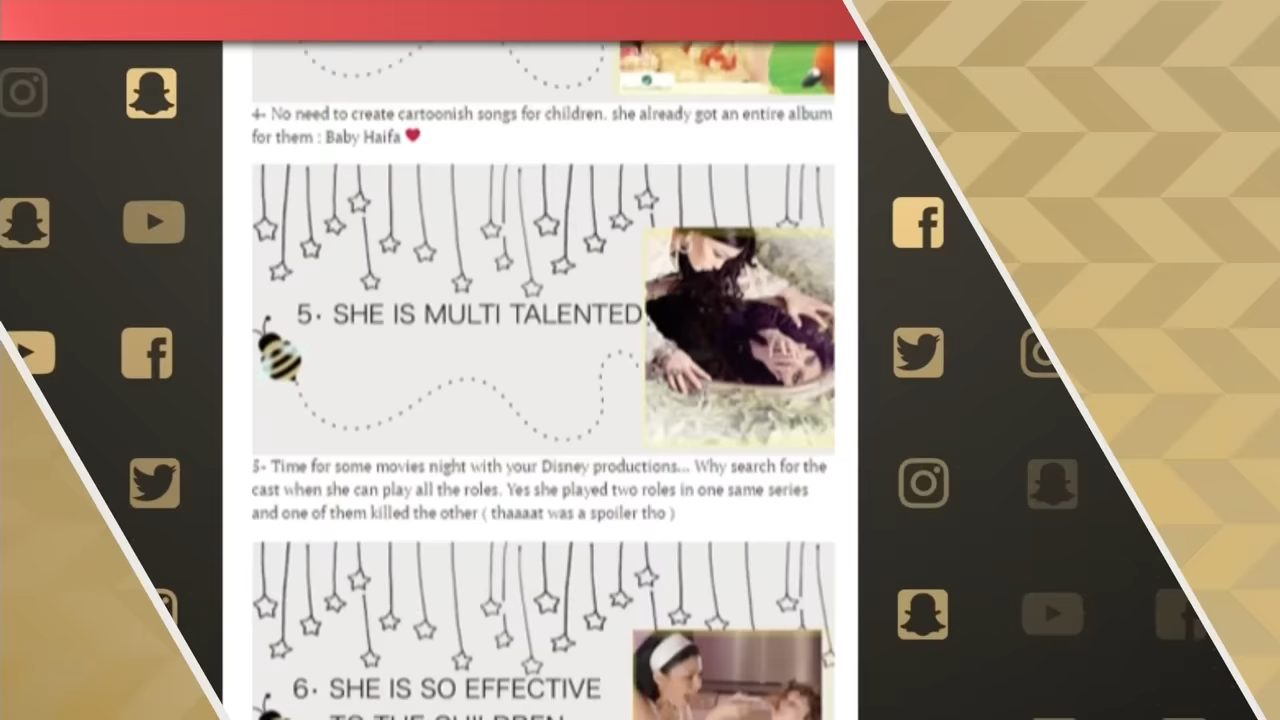 4- No need to create cartoonish songs for children, she already got an entire album
for them : Baby Haifa ❤
5. SHE IS MULTI TALENTED
5- Time for some movies night with your Disney productions... Why search for the
cast when she can play all the roles. Yes she played two roles in one same series
and one of them killed the other ( thaaaat was a spoiler tho )
6. SHE IS SO EFFECTIVE
TO THE CHILDREN